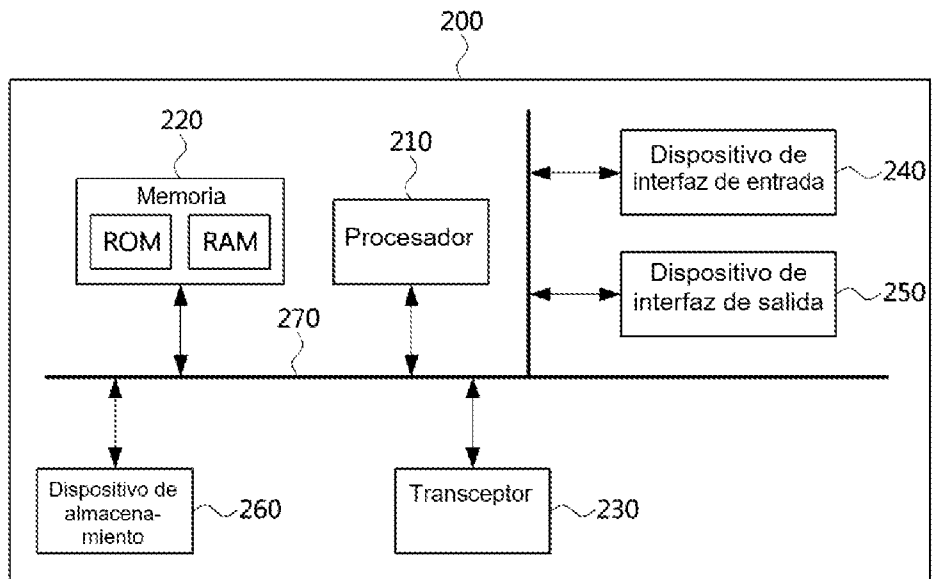 200
220
Memoria
ROM RAM
210
Procesador
Dispositivo de
interfaz de entrada
240
Dispositivo de
interfaz de salida
250
270
Dispositivo de
almacena-
miento
260
Transceptor
230